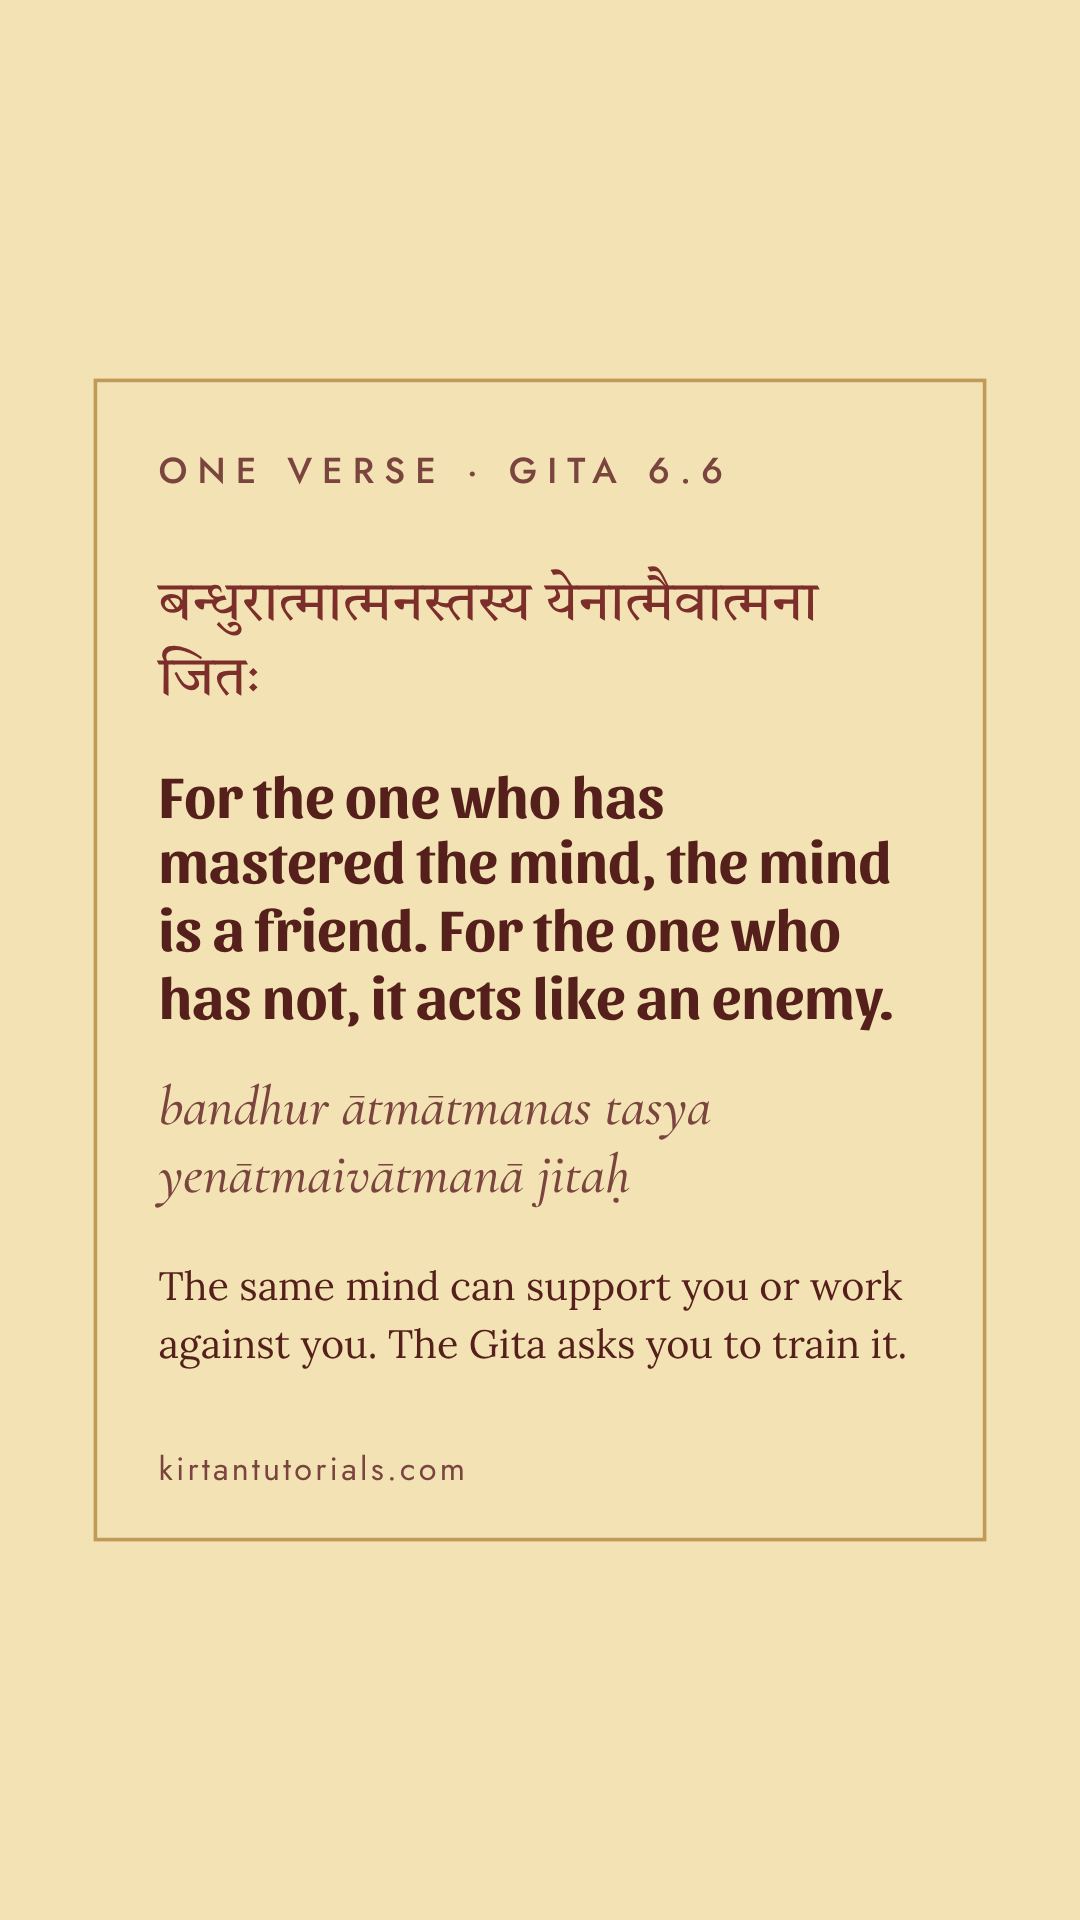 ONE VERSE · GITA 6.6
बन्धुरात्मात्मनस्तस्य येनात्मैवात्मना
जितः
For the one who has
mastered the mind, the mind
is a friend. For the one who
has not, it acts like an enemy.
bandhur ātmātmanas tasya
yenātmaivātmanā jitaḥ
The same mind can support you or work
against you. The Gita asks you to train it.
kirtantutorials.com